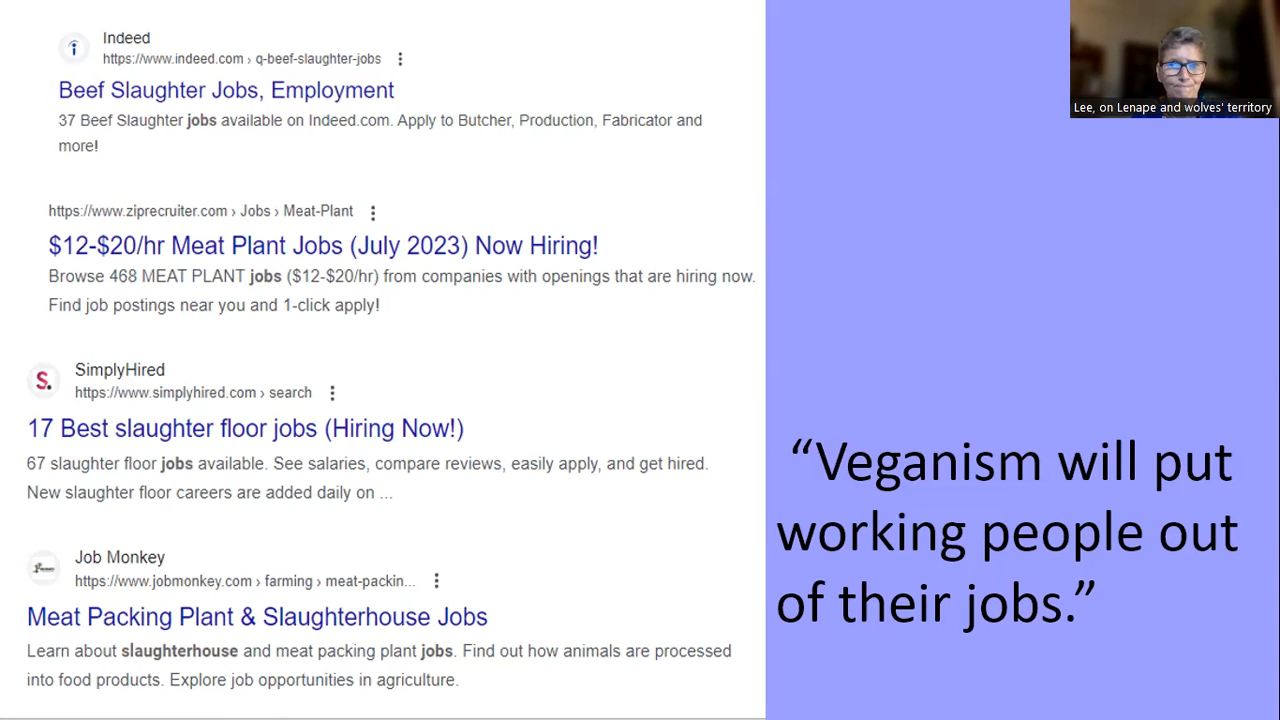 Indeed
https://www.indeed.com › q-beef-slaughter-jobs
Beef Slaughter Jobs, Employment
37 Beef Slaughter jobs available on Indeed.com. Apply to Butcher, Production, Fabricator and
more!
https://www.ziprecruiter.com › Jobs › Meat-Plant
$12-$20/hr Meat Plant Jobs (July 2023) Now Hiring!
Browse 468 MEAT PLANT jobs ($12-$20/hr) from companies with openings that are hiring now.
Find job postings near you and 1-click apply!
S.
SimplyHired
https://www.simplyhired.com › search
17 Best slaughter floor jobs (Hiring Now!)
67 slaughter floor jobs available. See salaries, compare reviews, easily apply, and get hired.
New slaughter floor careers are added daily on ...
Job Monkey
https://www.jobmonkey.com › farming › meat-packin...
Meat Packing Plant & Slaughterhouse Jobs
Learn about slaughterhouse and meat packing plant jobs. Find out how animals are processed
into food products. Explore job opportunities in agriculture.
Lee, on Lenape and wolves' territory
“Veganism will put
working people out
of their jobs.”